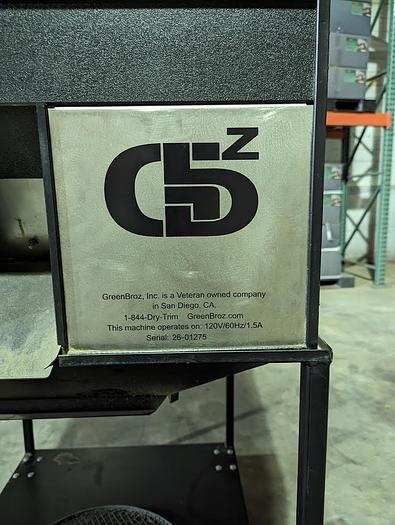 GBZ
GreenBroz, Inc. is a Veteran owned company
in San Diego, CA.
1-844-Dry-Trim GreenBroz.com
This machine operates on: 120V/60Hz/1.5A
Serial: 26-01275